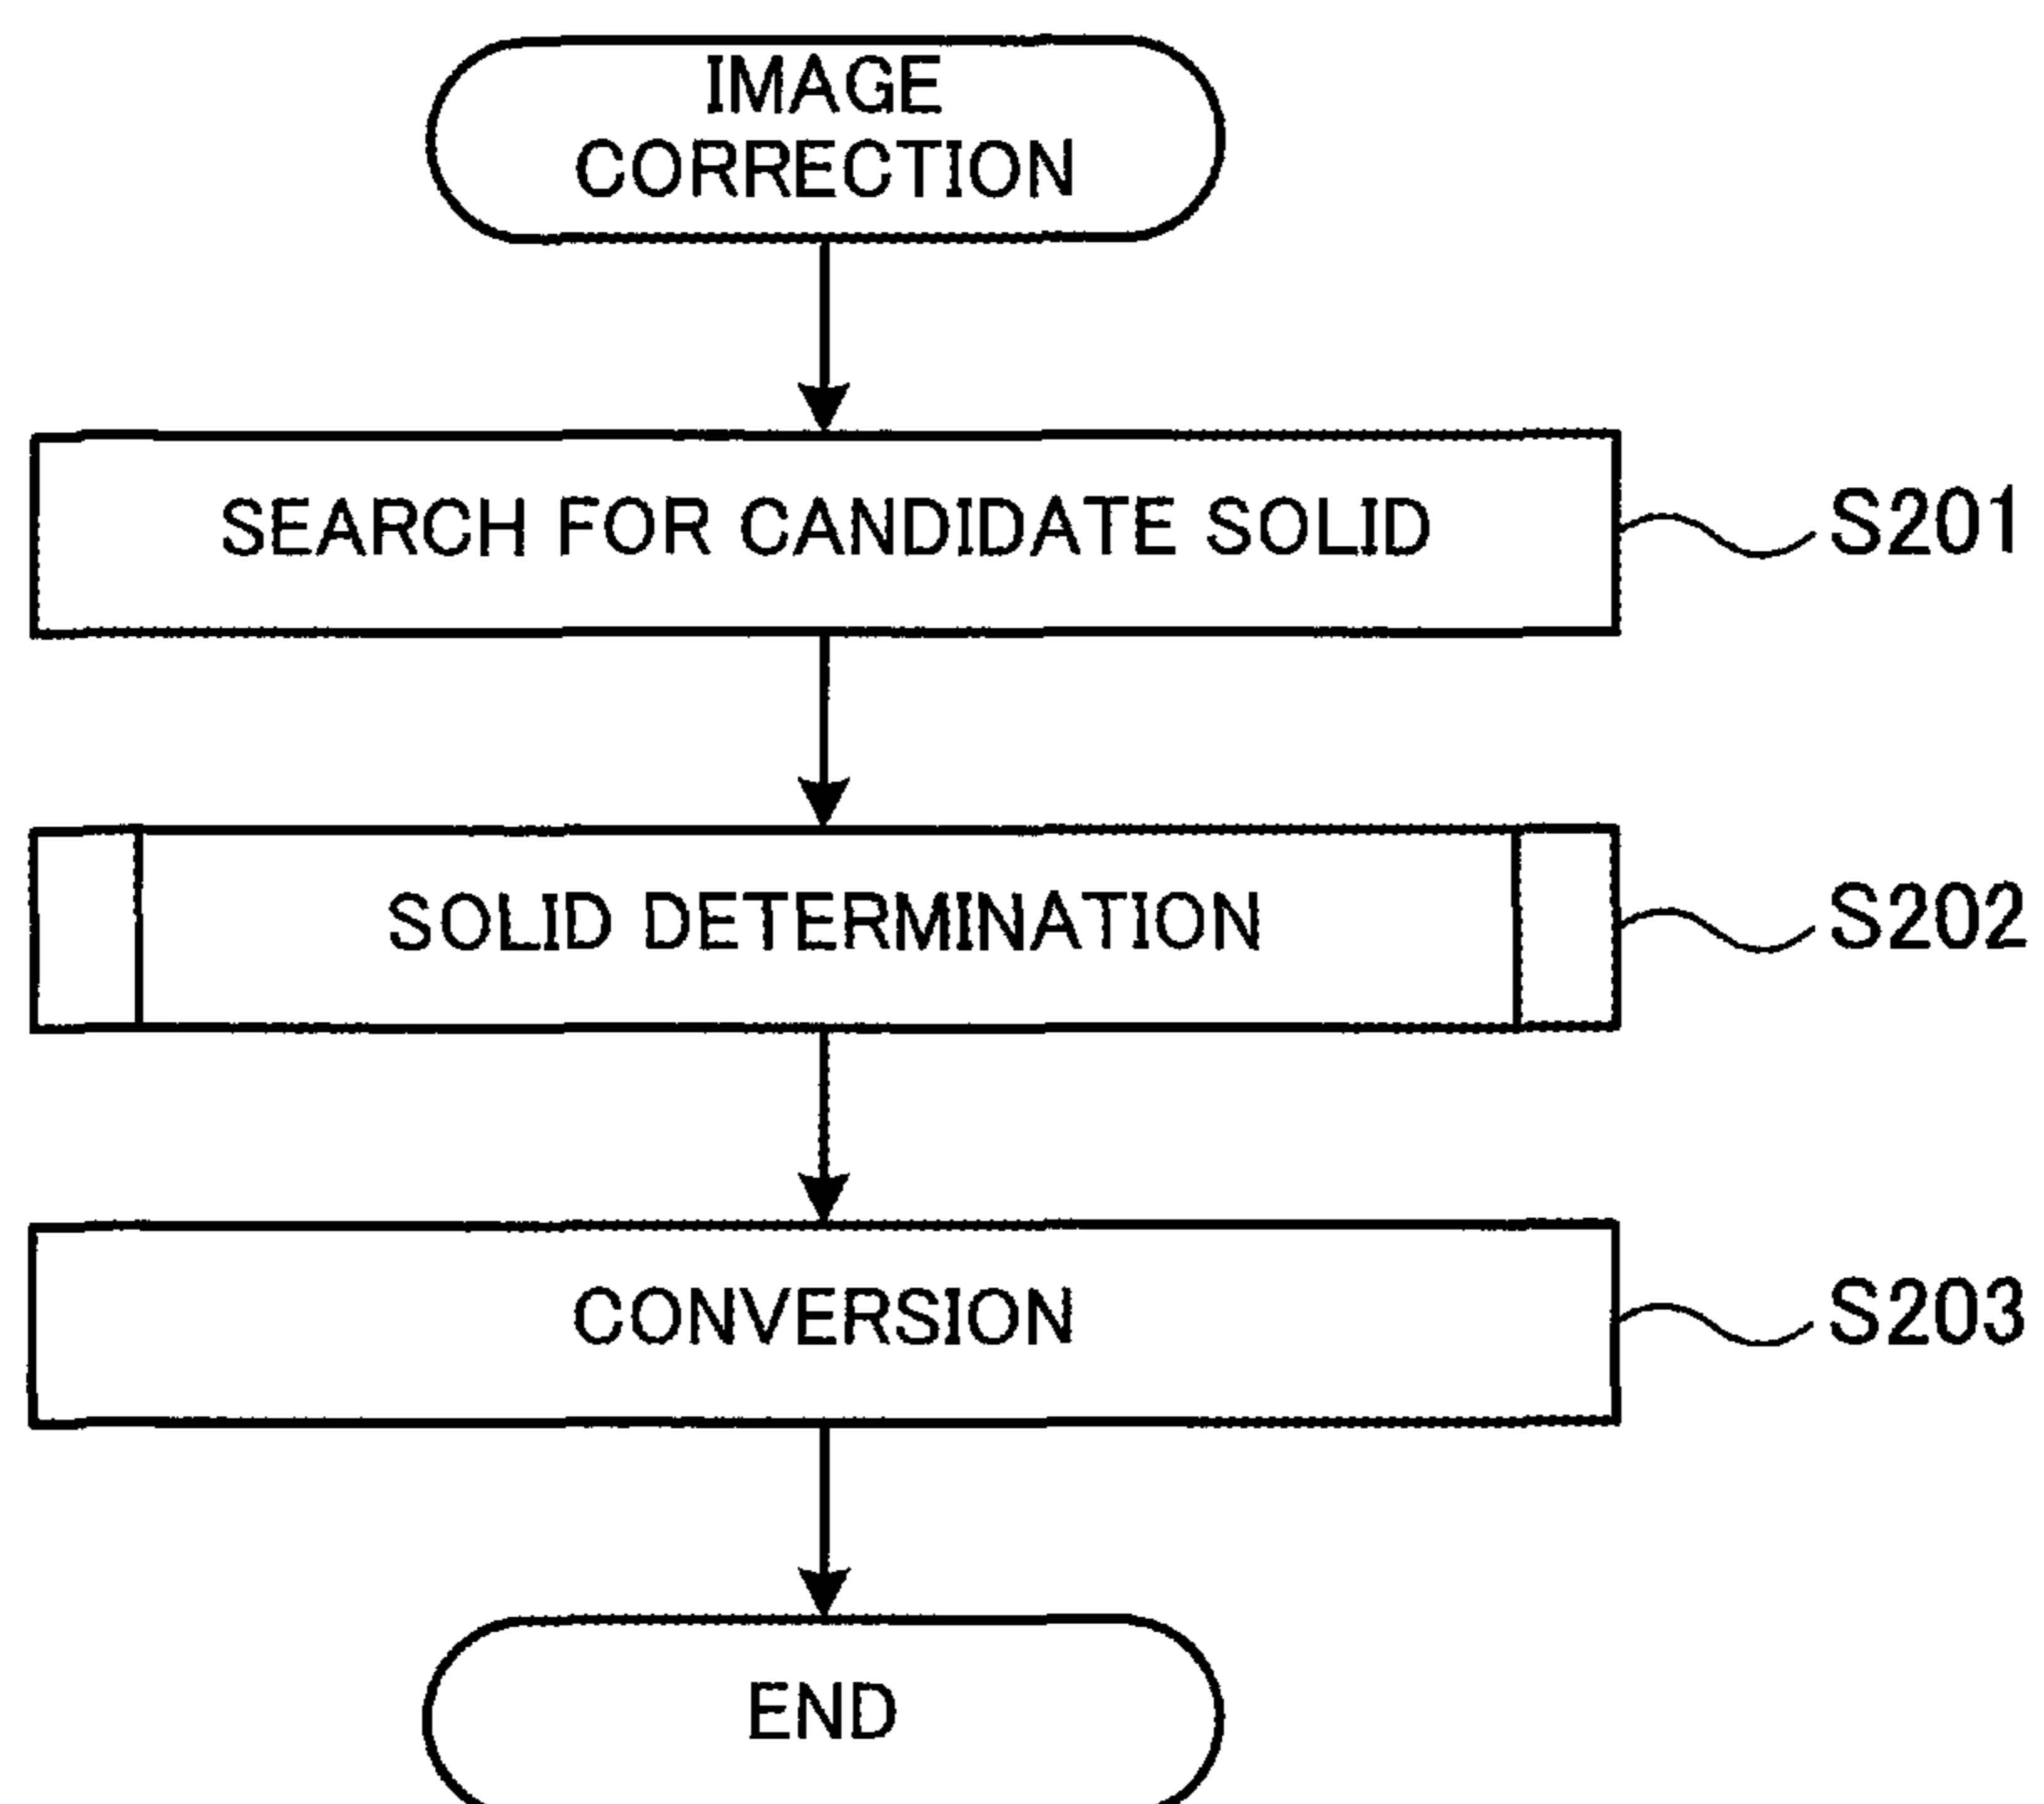 IMAGE
CORRECTION
SEARCH FOR CANDIDATE SOLID
S201
SOLID DETERMINATION
S202
CONVERSION
S203
END